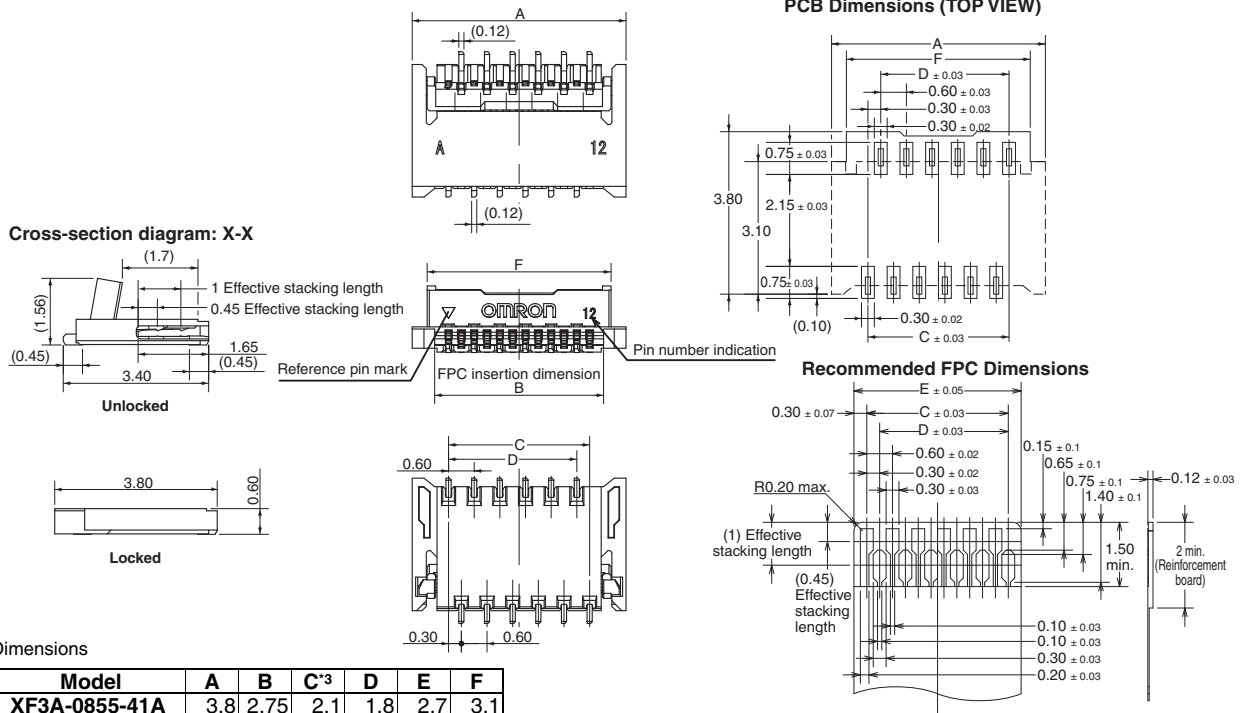 PCB Dimensions (TOP VIEW)
A
(0.12)
A
12
(0.12)
A
F
D ± 0.03
0.60 ± 0.03
0.30 ± 0.03
0.30 ± 0.02
0.75 ± 0.03
3.80
2.15 ± 0.03
3.10
0.75 ± 0.03
(0.10)
0.30 ± 0.02
C ± 0.03
Cross-section diagram: X-X
(1.7)
1 Effective stacking length
0.45 Effective stacking length
(1.56)
(0.45)
1.65
(0.45)
3.40
Unlocked
3.80
0.60
Locked
F
OMRON
12
Reference pin mark
Pin number indication
FPC insertion dimension
B
C
D
0.60
0.30
0.60
Recommended FPC Dimensions
E ± 0.05
0.30 ± 0.07
C ± 0.03
D ± 0.03
0.60 ± 0.02
0.30 ± 0.02
0.30 ± 0.03
0.15 ± 0.1
0.65 ± 0.1
0.75 ± 0.1
1.40 ± 0.1
0.12 ± 0.03
R0.20 max.
(1) Effective
stacking length
(0.45)
Effective
stacking
length
1.50
min.
2 min.
(Reinforcement
board)
0.10 ± 0.03
0.10 ± 0.03
0.30 ± 0.03
0.20 ± 0.03
Model A B C*3 D E F
XF3A-0855-41A 3.8 2.75 2.1 1.8 2.7 3.1